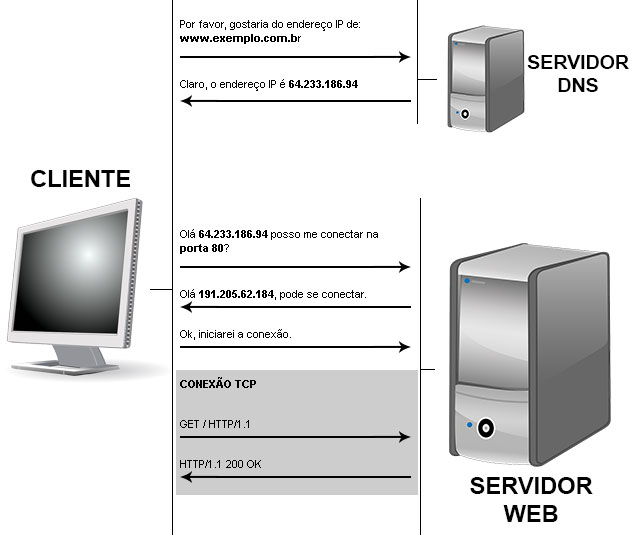 Por favor, gostaria do endereço IP de:
www.exemplo.com.br
Claro, o endereço IP é 64.233.186.94
SERVIDOR
DNS
CLIENTE
Olá 64.233.186.94 posso me conectar na
porta 80?
Olá 191.205.62.184, pode se conectar.
Ok, iniciarei a conexão.
CONEXÃO TCP
GET / HTTP/1.1
HTTP/1.1 200 OK
SERVIDOR
WEB